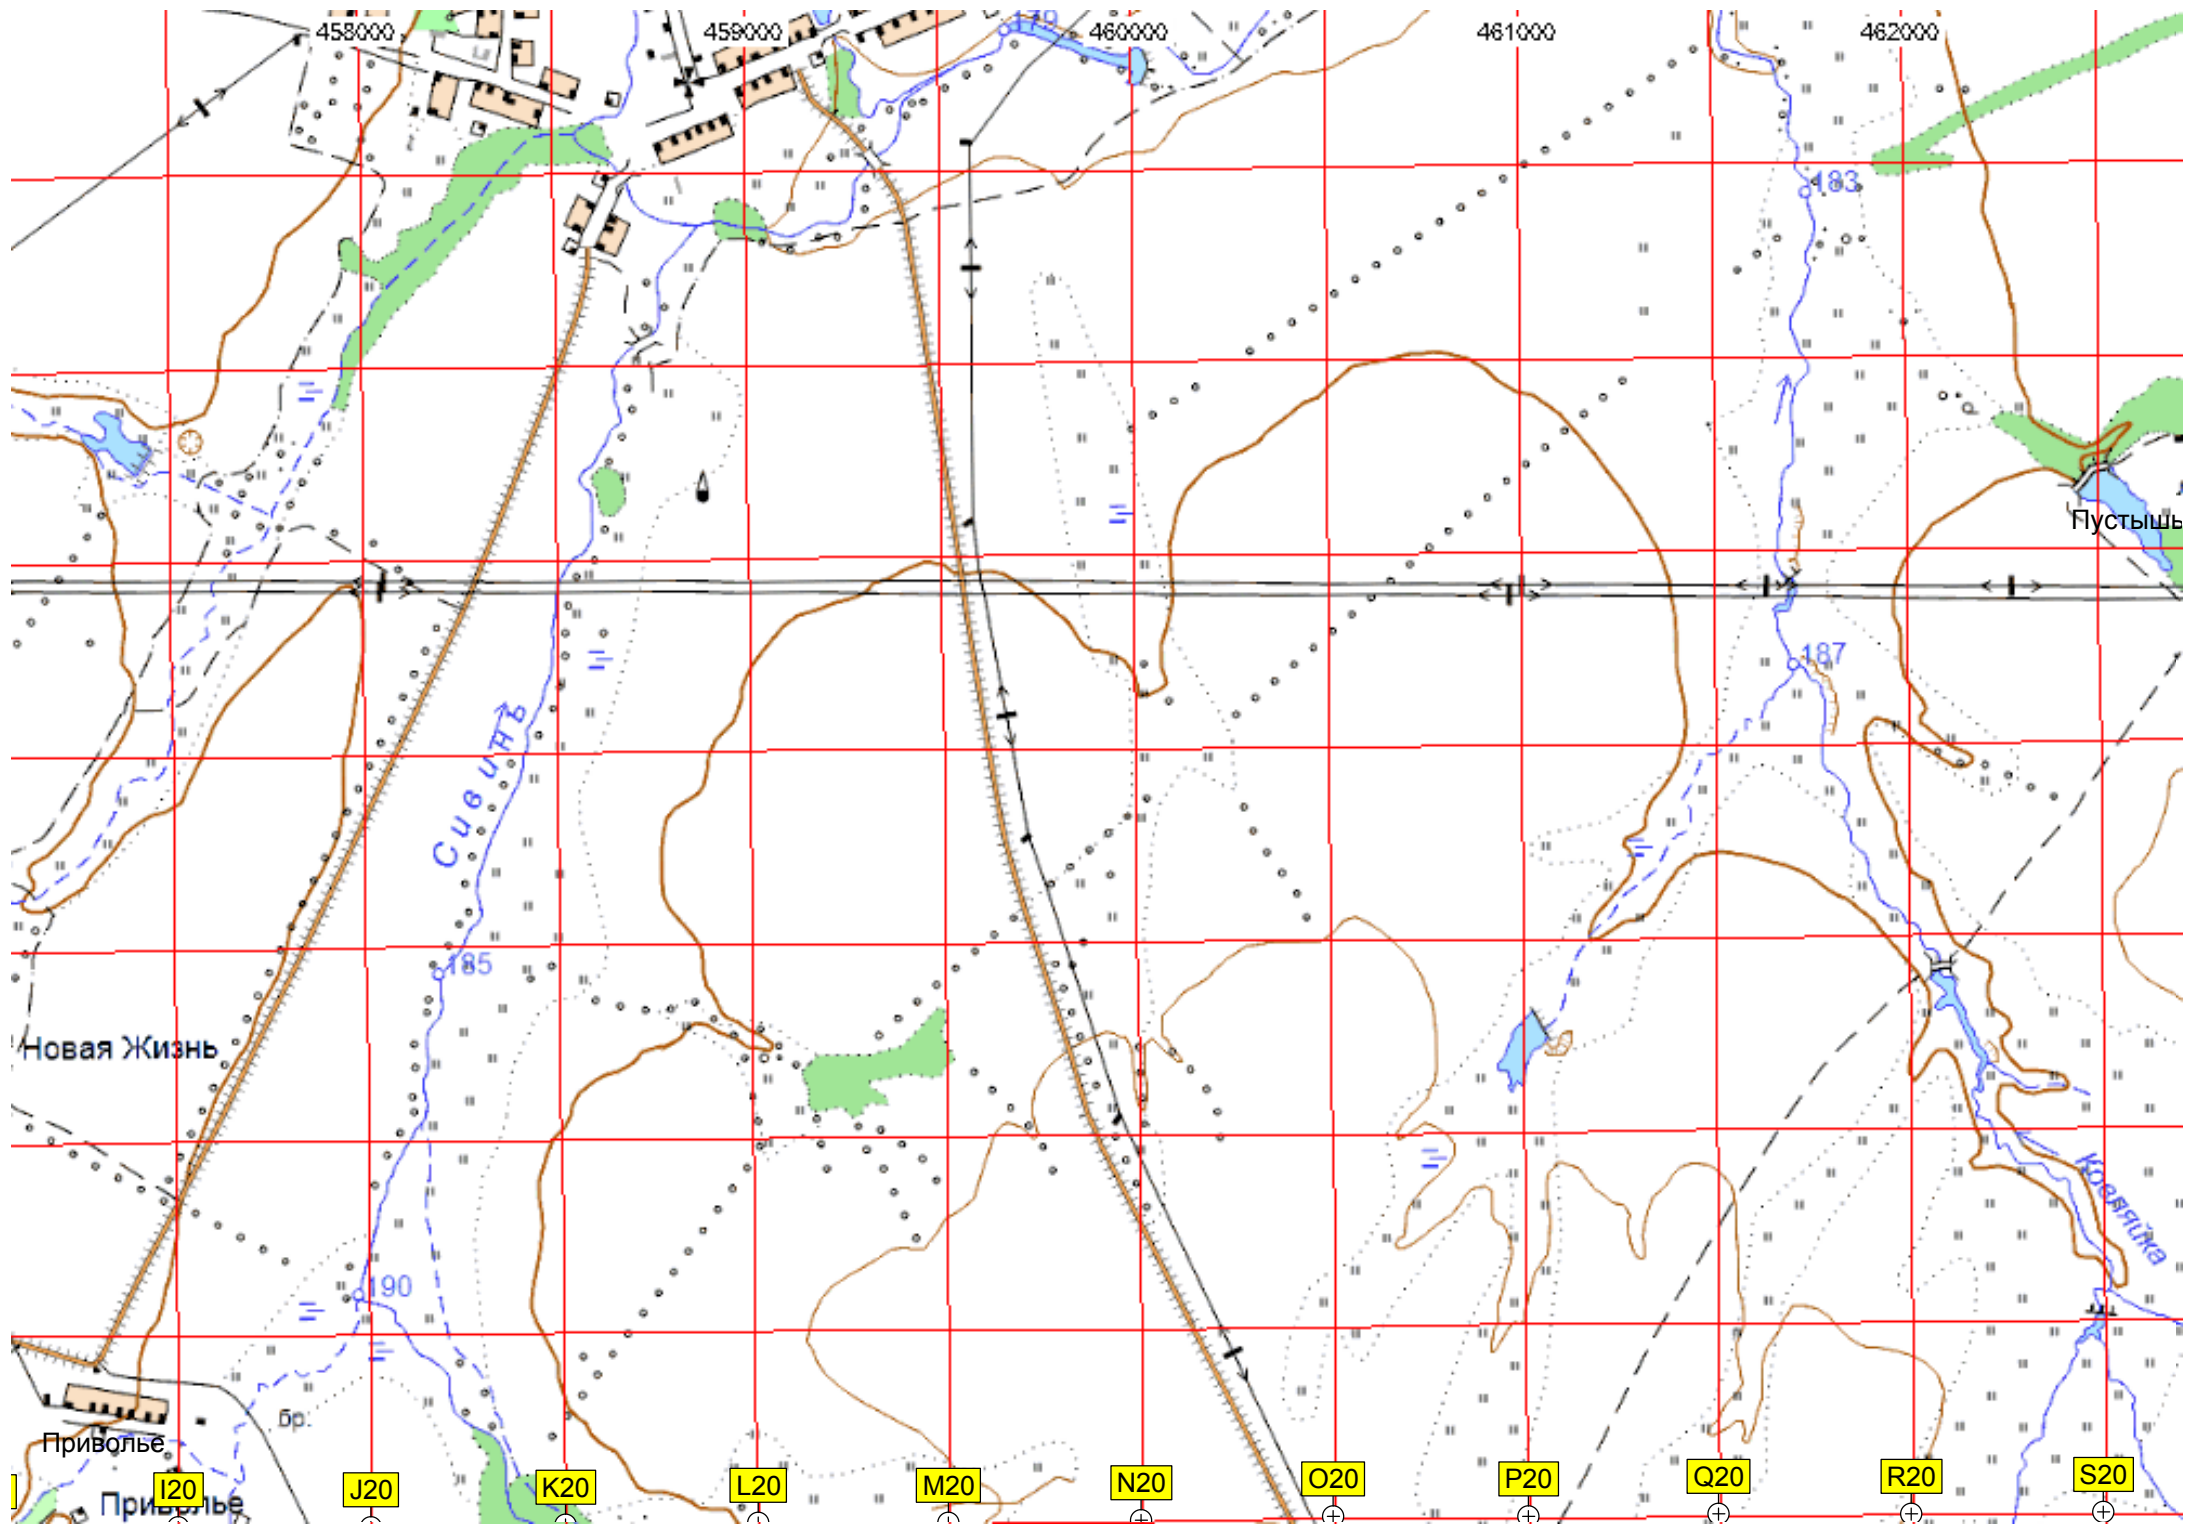 179
458000 459000 460000 461000 462000
183
Пустышь
187
Сивинь
185
Новая Жизнь
190
бр.
Приволье
I20 J20 K20 L20 M20 N20 O20 P20 Q20 R20 S20
Приволье